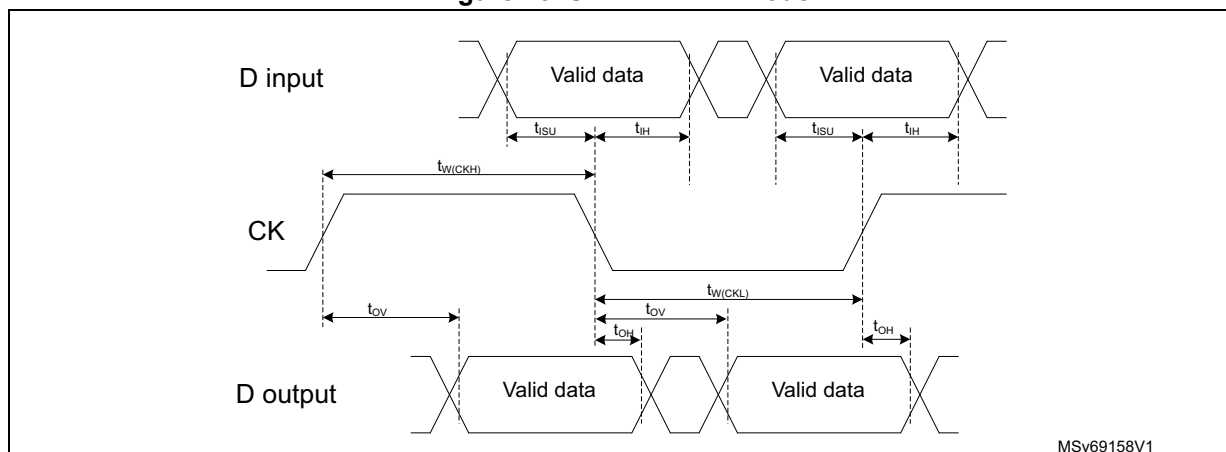 D input
Valid data
Valid data
tISU
tIH
tISU
tIH
tW(CKH)
CK
tW(CKL)
tOV
tOV
tOH
tOH
D output
Valid data
Valid data
MSv69158V1